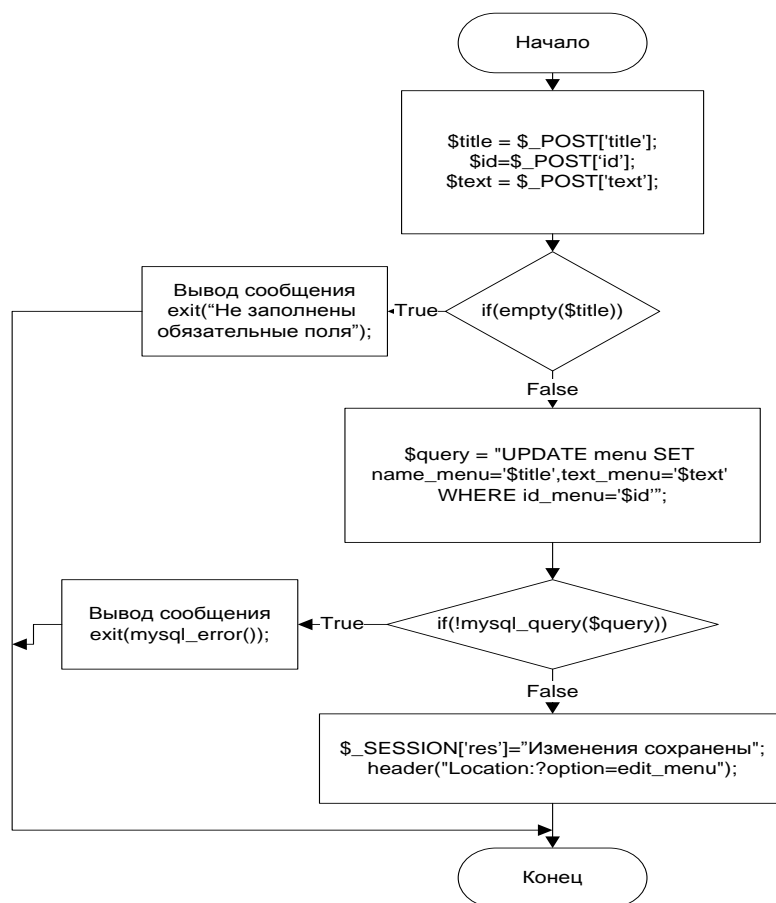 Начало
$title = $_POST['title'];
$id=$_POST[‘id’];
$text = $_POST['text’];
if(empty($title))
True
Вывод сообщения
exit(“Не заполнены
обязательные поля”);
False
$query = "UPDATE menu SET
name_menu='$title',text_menu='$text'
WHERE id_menu='$id'”;
if(!mysql_query($query))
True
Вывод сообщения
exit(mysql_error());
False
$_SESSION['res']=”Изменения сохранены";
header("Location:?option=edit_menu");
Конец